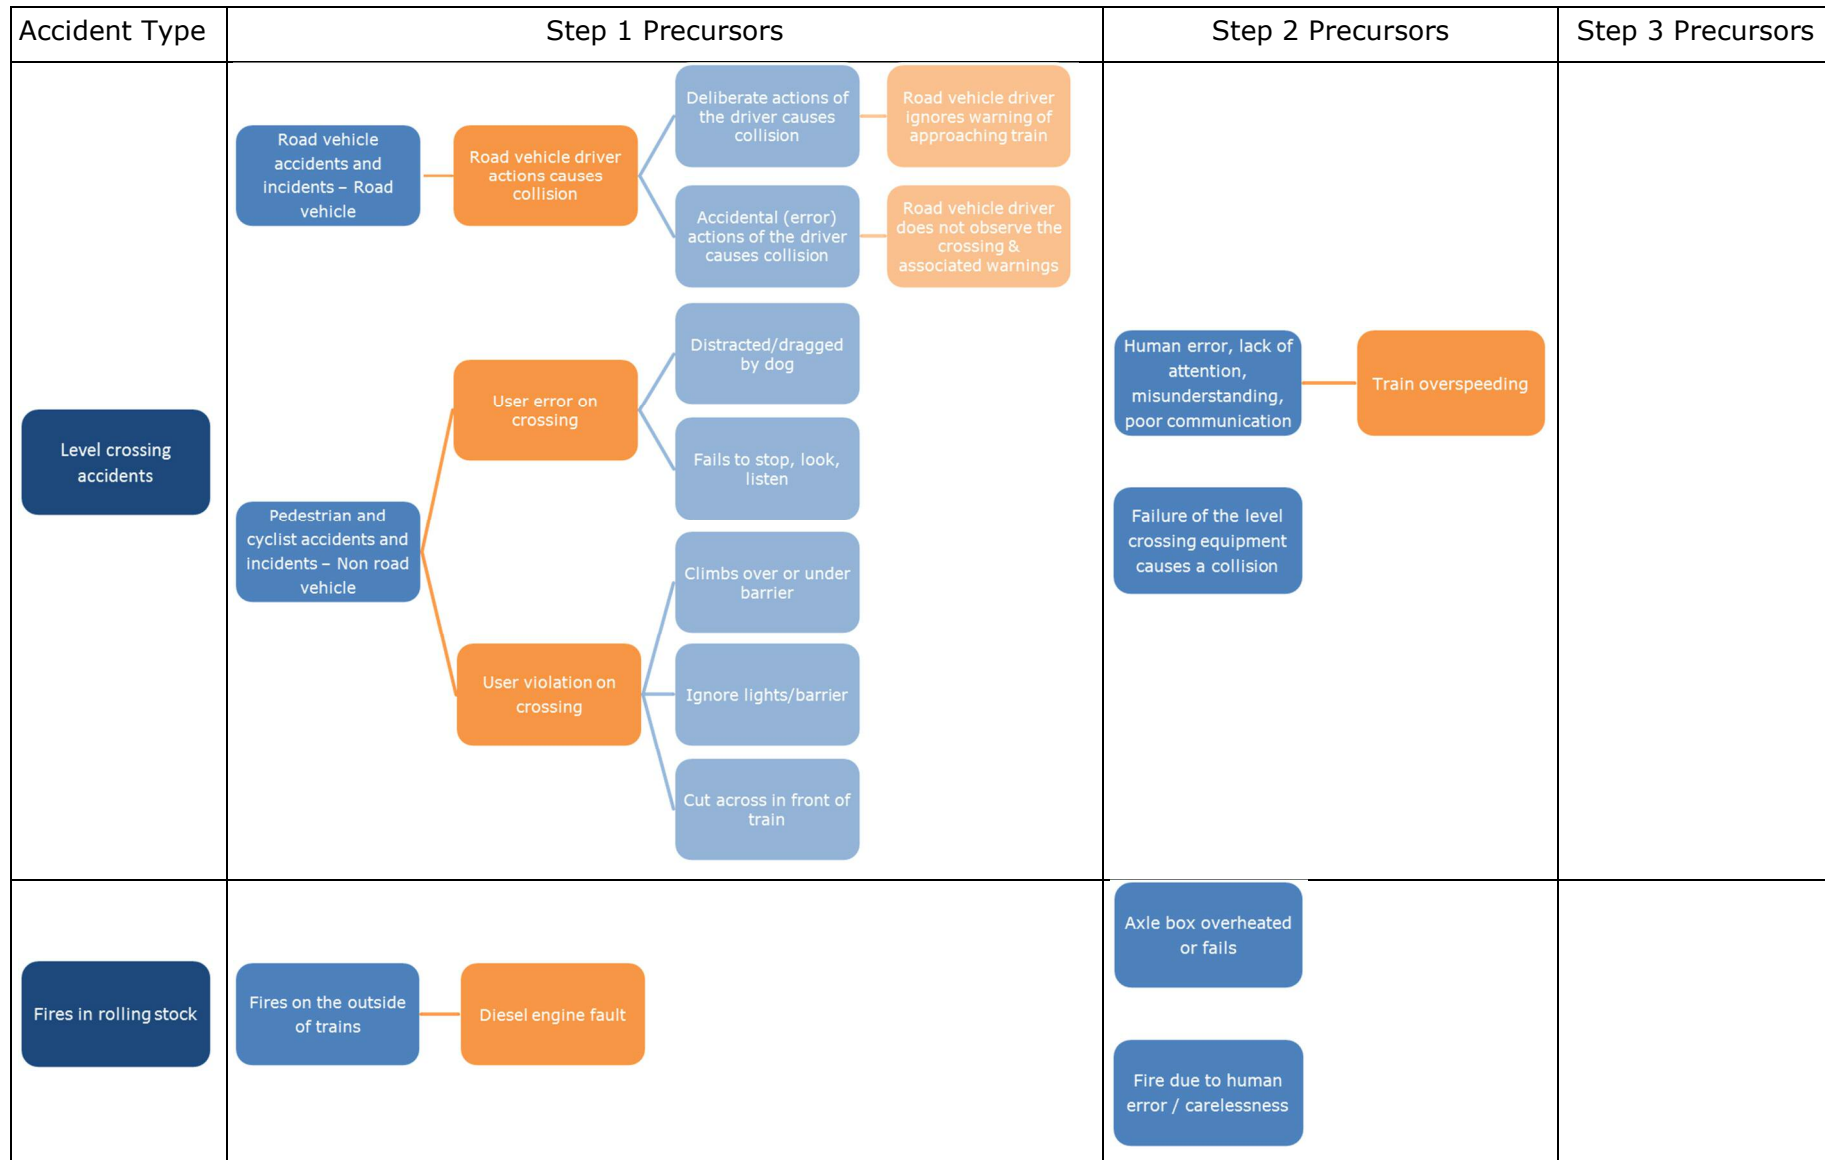 Accident Type
Step 1 Precursors
Step 2 Precursors
Step 3 Precursors
Level crossing
accidents
Road vehicle
accidents and
incidents – Road
vehicle
Road vehicle driver
actions causes
collision
Deliberate actions of
the driver causes
collision
Road vehicle driver
ignores warning of
approaching train
Accidental (error)
actions of the driver
causes collision
Road vehicle driver
does not observe the
crossing &
associated warnings
Pedestrian and
cyclist accidents and
incidents – Non road
vehicle
User error on
crossing
Distracted/dragged
by dog
Fails to stop, look,
listen
User violation on
crossing
Climbs over or under
barrier
Ignore lights/barrier
Cut across in front of
train
Human error, lack of
attention,
misunderstanding,
poor communication
Train overspeeding
Failure of the level
crossing equipment
causes a collision
Fires in rolling stock
Fires on the outside
of trains
Diesel engine fault
Axle box overheated
or fails
Fire due to human
error / carelessness